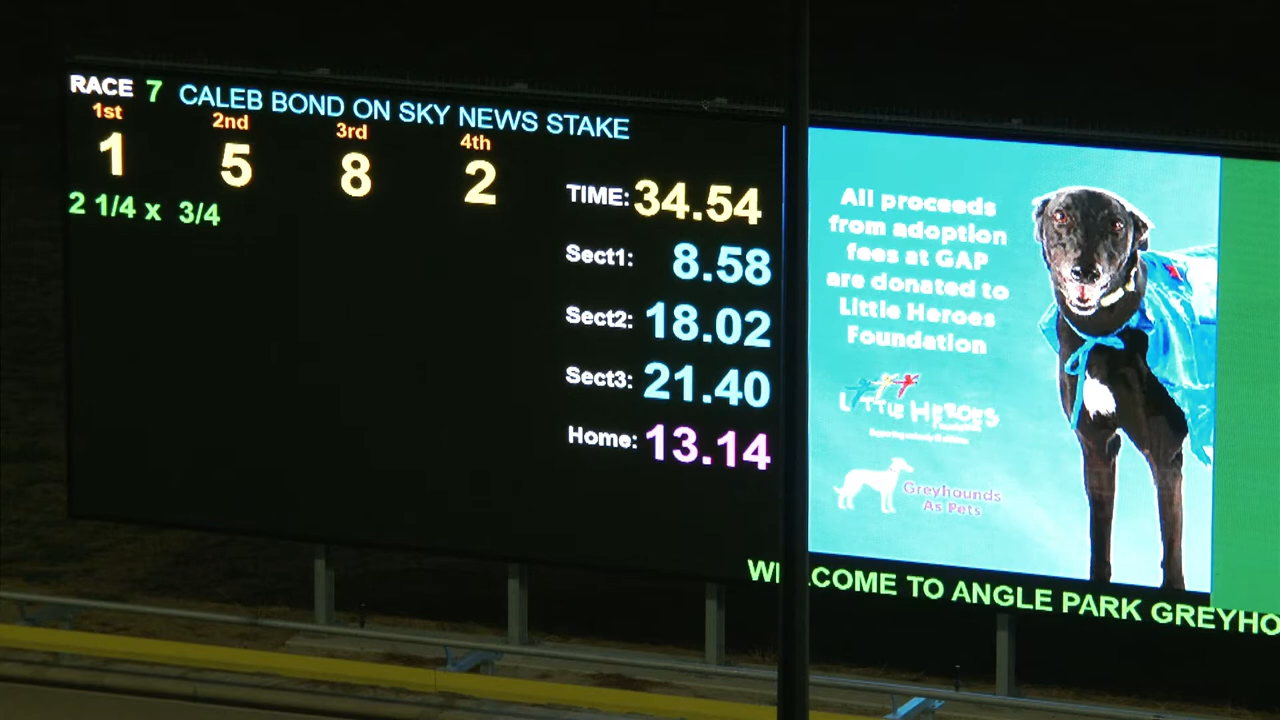 RACE 7 CALEB BOND ON SKY NEWS STAKE
1st 2nd 3rd 4th
1 5 8 2
2 1/4 x 3/4
TIME: 34.54
Sect1: 8.58
Sect2: 18.02
Sect3: 21.40
Home: 13.14
All proceeds
from adoption
fees at GAP
are donated to
Little Heroes
Foundation
LITTLE HEROES
Foundation
Greyhounds
As Pets
WELCOME TO ANGLE PARK GREYHO